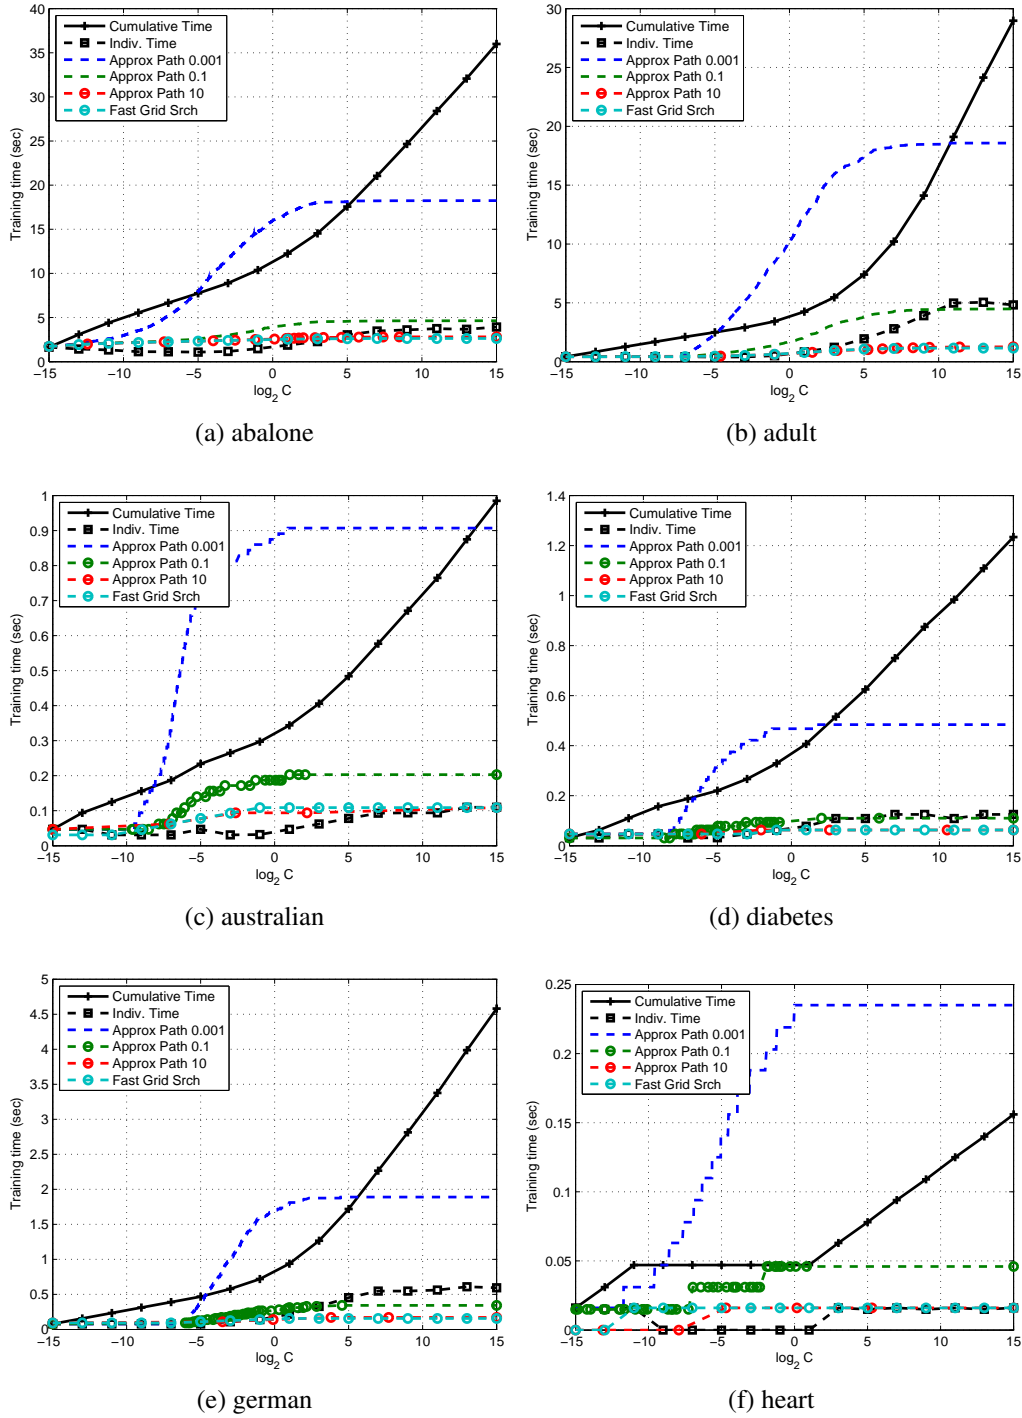 40
35
30
25
20
15
10
5
0
Training time (sec)
Cumulative Time
Indiv. Time
Approx Path 0.001
Approx Path 0.1
Approx Path 10
Fast Grid Srch
−15 −10 −5 0 5 10 15
log2 C
(a) abalone
30
25
20
15
10
5
0
Training time (sec)
Cumulative Time
Indiv. Time
Approx Path 0.001
Approx Path 0.1
Approx Path 10
Fast Grid Srch
−15 −10 −5 0 5 10 15
log2 C
(b) adult
1
0.9
0.8
0.7
0.6
0.5
0.4
0.3
0.2
0.1
0
Training time (sec)
Cumulative Time
Indiv. Time
Approx Path 0.001
Approx Path 0.1
Approx Path 10
Fast Grid Srch
−15 −10 −5 0 5 10 15
log2 C
(c) australian
1.4
1.2
1
0.8
0.6
0.4
0.2
0
Training time (sec)
Cumulative Time
Indiv. Time
Approx Path 0.001
Approx Path 0.1
Approx Path 10
Fast Grid Srch
−15 −10 −5 0 5 10 15
log2 C
(d) diabetes
5
4.5
4
3.5
3
2.5
2
1.5
1
0.5
0
Training time (sec)
Cumulative Time
Indiv. Time
Approx Path 0.001
Approx Path 0.1
Approx Path 10
Fast Grid Srch
−15 −10 −5 0 5 10 15
log2 C
(e) german
0.25
0.2
0.15
0.1
0.05
0
Training time (sec)
Cumulative Time
Indiv. Time
Approx Path 0.001
Approx Path 0.1
Approx Path 10
Fast Grid Srch
−15 −10 −5 0 5 10 15
log2 C
(f) heart